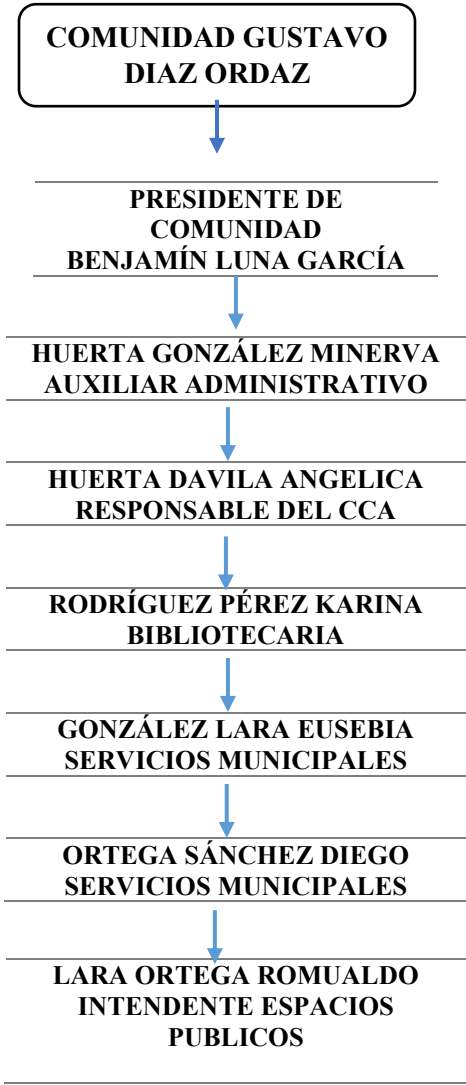 COMUNIDAD GUSTAVO
DIAZ ORDAZ
PRESIDENTE DE
COMUNIDAD
BENJAMÍN LUNA GARCÍA
HUERTA GONZÁLEZ MINERVA
AUXILIAR ADMINISTRATIVO
HUERTA DAVILA ANGELICA
RESPONSABLE DEL CCA
RODRÍGUEZ PÉREZ KARINA
BIBLIOTECARIA
GONZÁLEZ LARA EUSEBIA
SERVICIOS MUNICIPALES
ORTEGA SÁNCHEZ DIEGO
SERVICIOS MUNICIPALES
LARA ORTEGA ROMUALDO
INTENDENTE ESPACIOS
PUBLICOS